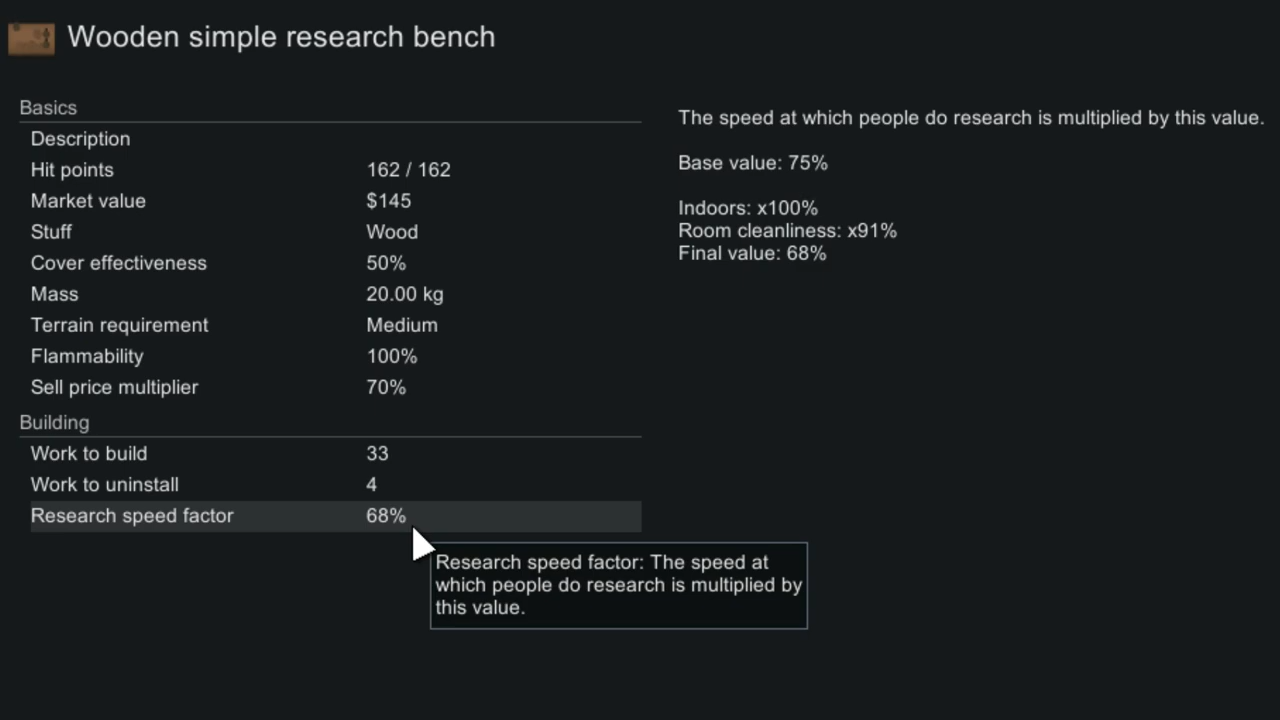 Wooden simple research bench
Basics
Description
Hit points 162 / 162
Market value $145
Stuff Wood
Cover effectiveness 50%
Mass 20.00 kg
Terrain requirement Medium
Flammability 100%
Sell price multiplier 70%
Building
Work to build 33
Work to uninstall 4
Research speed factor 68%
Research speed factor: The speed at
which people do research is multiplied by
this value.
The speed at which people do research is multiplied by this value.
Base value: 75%
Indoors: x100%
Room cleanliness: x91%
Final value: 68%